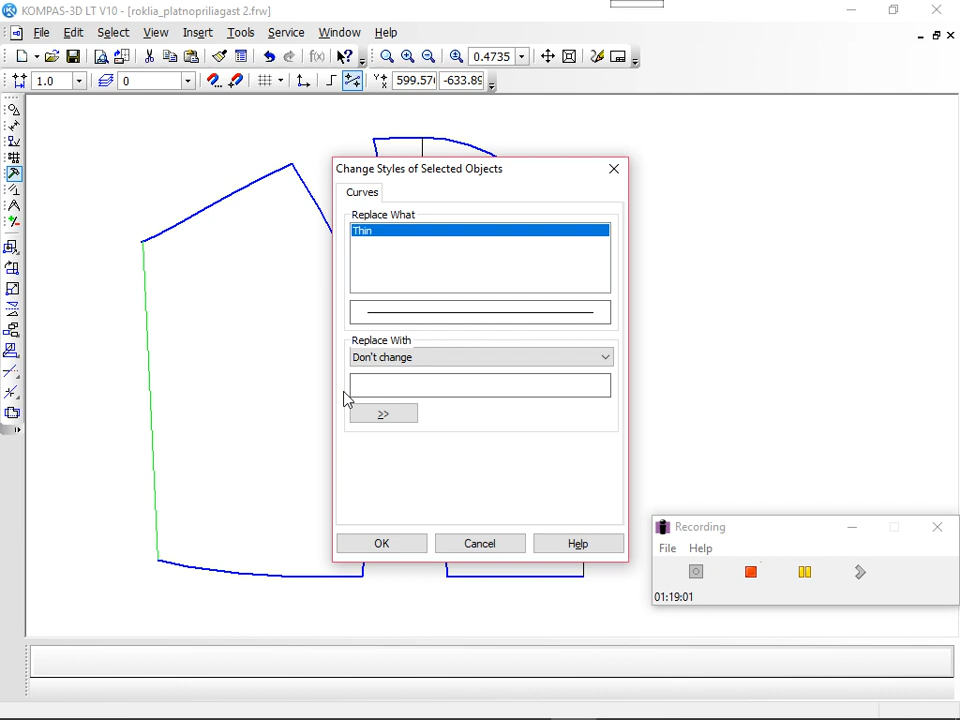 KOMPAS-3D LT V10 - [roklia_platnopriliagast 2.frw]
File Edit Select View Insert Tools Service Window Help
0.4735
1.0 0 599.570 -633.89
Change Styles of Selected Objects
Curves
Replace What
Thin
Replace With
Don't change
>>
OK Cancel Help
Recording
File Help
01:19:01